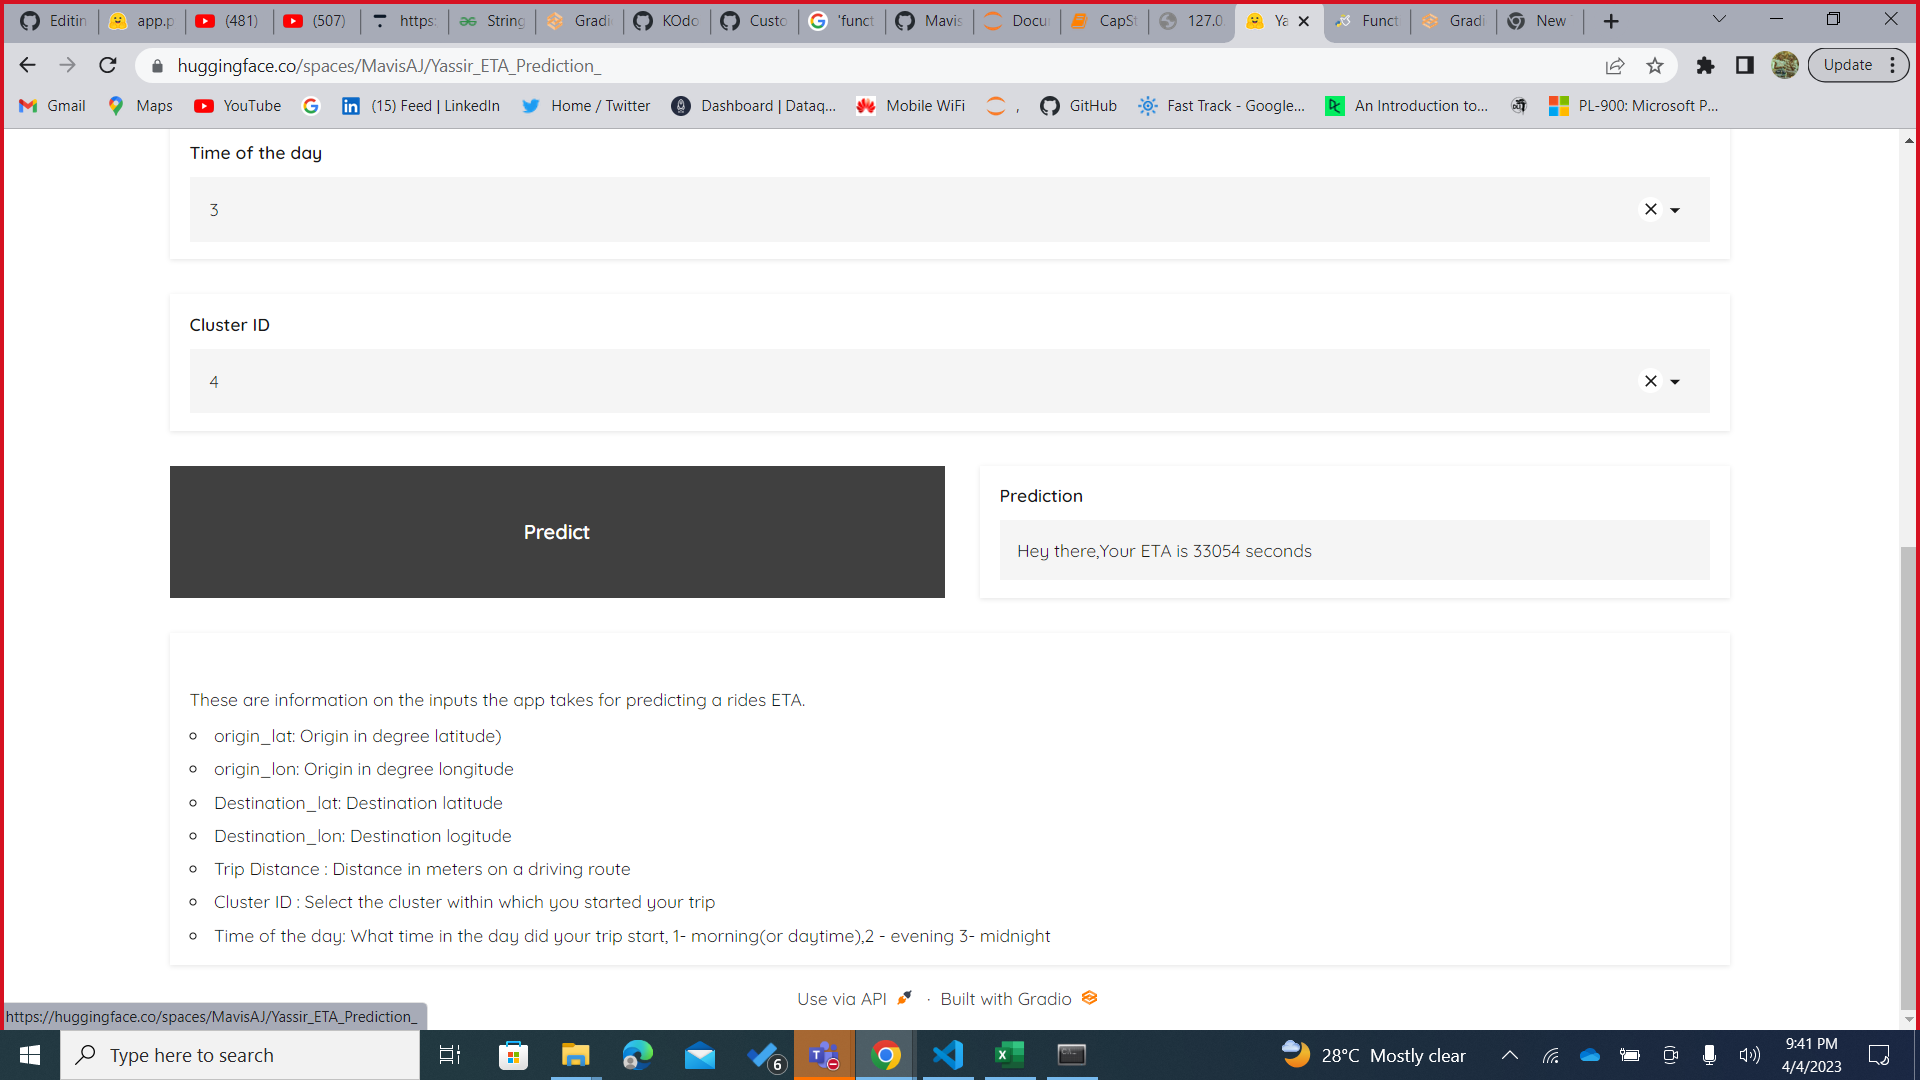 Editin
app.p
(481)
(507)
https:
String
Gradi
KOdo
Custo
'funct
Mavis
Docu
CapSt
127.0.
Ya
Funct
Gradi
New
huggingface.co/spaces/MavisAJ/Yassir_ETA_Prediction_
Update
Gmail
Maps
YouTube
(15) Feed | LinkedIn
Home / Twitter
Dashboard | Dataq...
Mobile WiFi
,
GitHub
Fast Track - Google...
An Introduction to...
PL-900: Microsoft P...
Time of the day
3
Cluster ID
4
Predict
Prediction
Hey there,Your ETA is 33054 seconds
These are information on the inputs the app takes for predicting a rides ETA.
origin_lat: Origin in degree latitude)
origin_lon: Origin in degree longitude
Destination_lat: Destination latitude
Destination_lon: Destination logitude
Trip Distance : Distance in meters on a driving route
Cluster ID : Select the cluster within which you started your trip
Time of the day: What time in the day did your trip start, 1- morning(or daytime),2 - evening 3- midnight
Use via API · Built with Gradio
https://huggingface.co/spaces/MavisAJ/Yassir_ETA_Prediction_
Type here to search
6
28°C Mostly clear
9:41 PM
4/4/2023